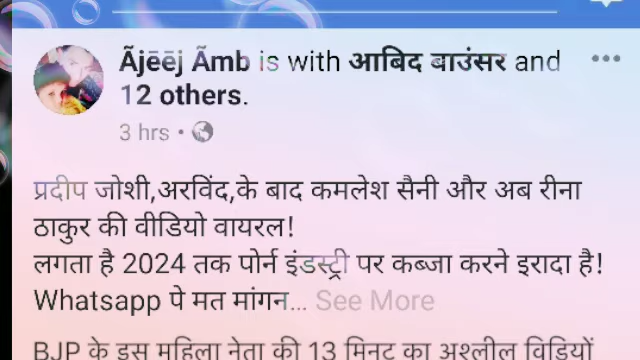 Ãjēēj Ãmb is with आबिद बाउंसर and
12 others.
3 hrs •
प्रदीप जोशी,अरविंद,के बाद कमलेश सैनी और अब रीना
ठाकुर की वीडियो वायरल!
लगता है 2024 तक पोर्न इंडस्ट्री पर कब्जा करने इरादा है!
Whatsapp पे मत मांगन... See More
BJP के इस महिला नेता की 13 मिनट का अश्लील विडियों